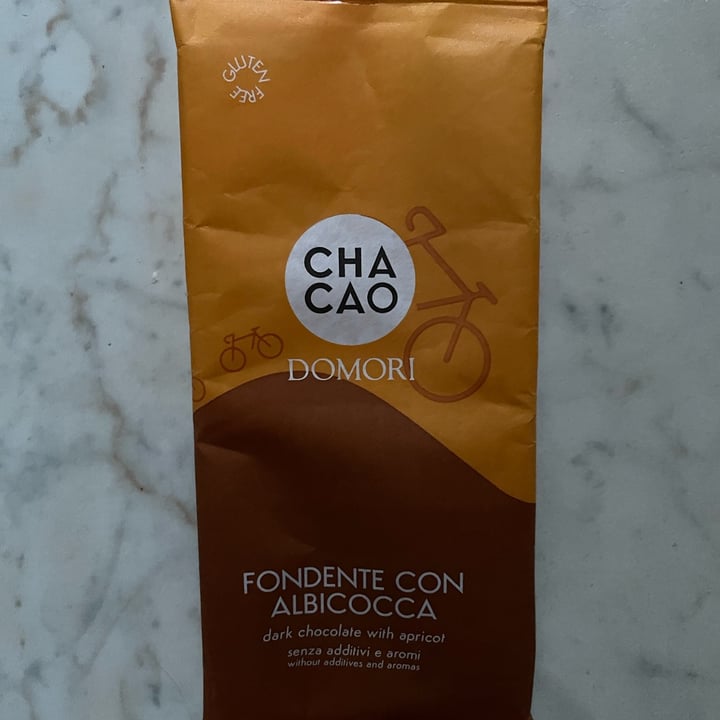 GLUTEN FREE
CHA
CAO
DOMORI
FONDENTE CON
ALBICOCCA
dark chocolate with apricot
senza additivi e aromi
without additives and aromas